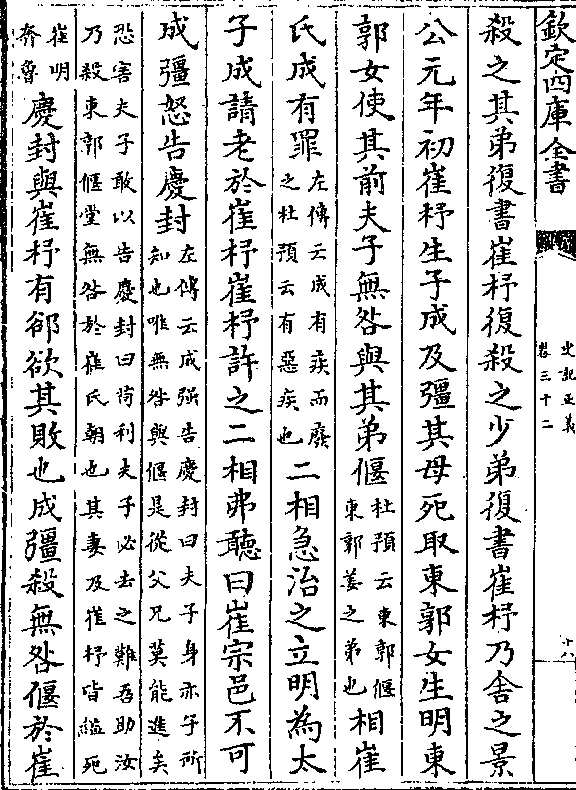 欽定四庫全書
史記正義
卷三十二
十八
殺之其弟復書崔杼復殺之少弟復書崔杼乃舍之景
公元年初崔杼生子成及彊其母死取東郭女生明東
郭女使其前夫子無咎與其弟偃
杜預云東郭偃
東郭姜之弟也
相崔
氏成有罪
左傳云成有疾而廢
之杜預云有惡疾也
二相急治之立明為太
子成請老於崔杼崔杼許之二相弗聽曰崔宗邑不可
成彊怒告慶封
左傳云成強告慶封曰夫子身亦子所
知也唯無咎與偃是從父兄莫能進矣
恐害夫子敢以告慶封曰茍利夫子必去之難吾助汝
乃殺東郭偃堂無咎於崔氏朝也其妻及崔杼皆縊死
崔明
奔魯
慶封與崔杼有郤欲其敗也成彊殺無咎偃於崔